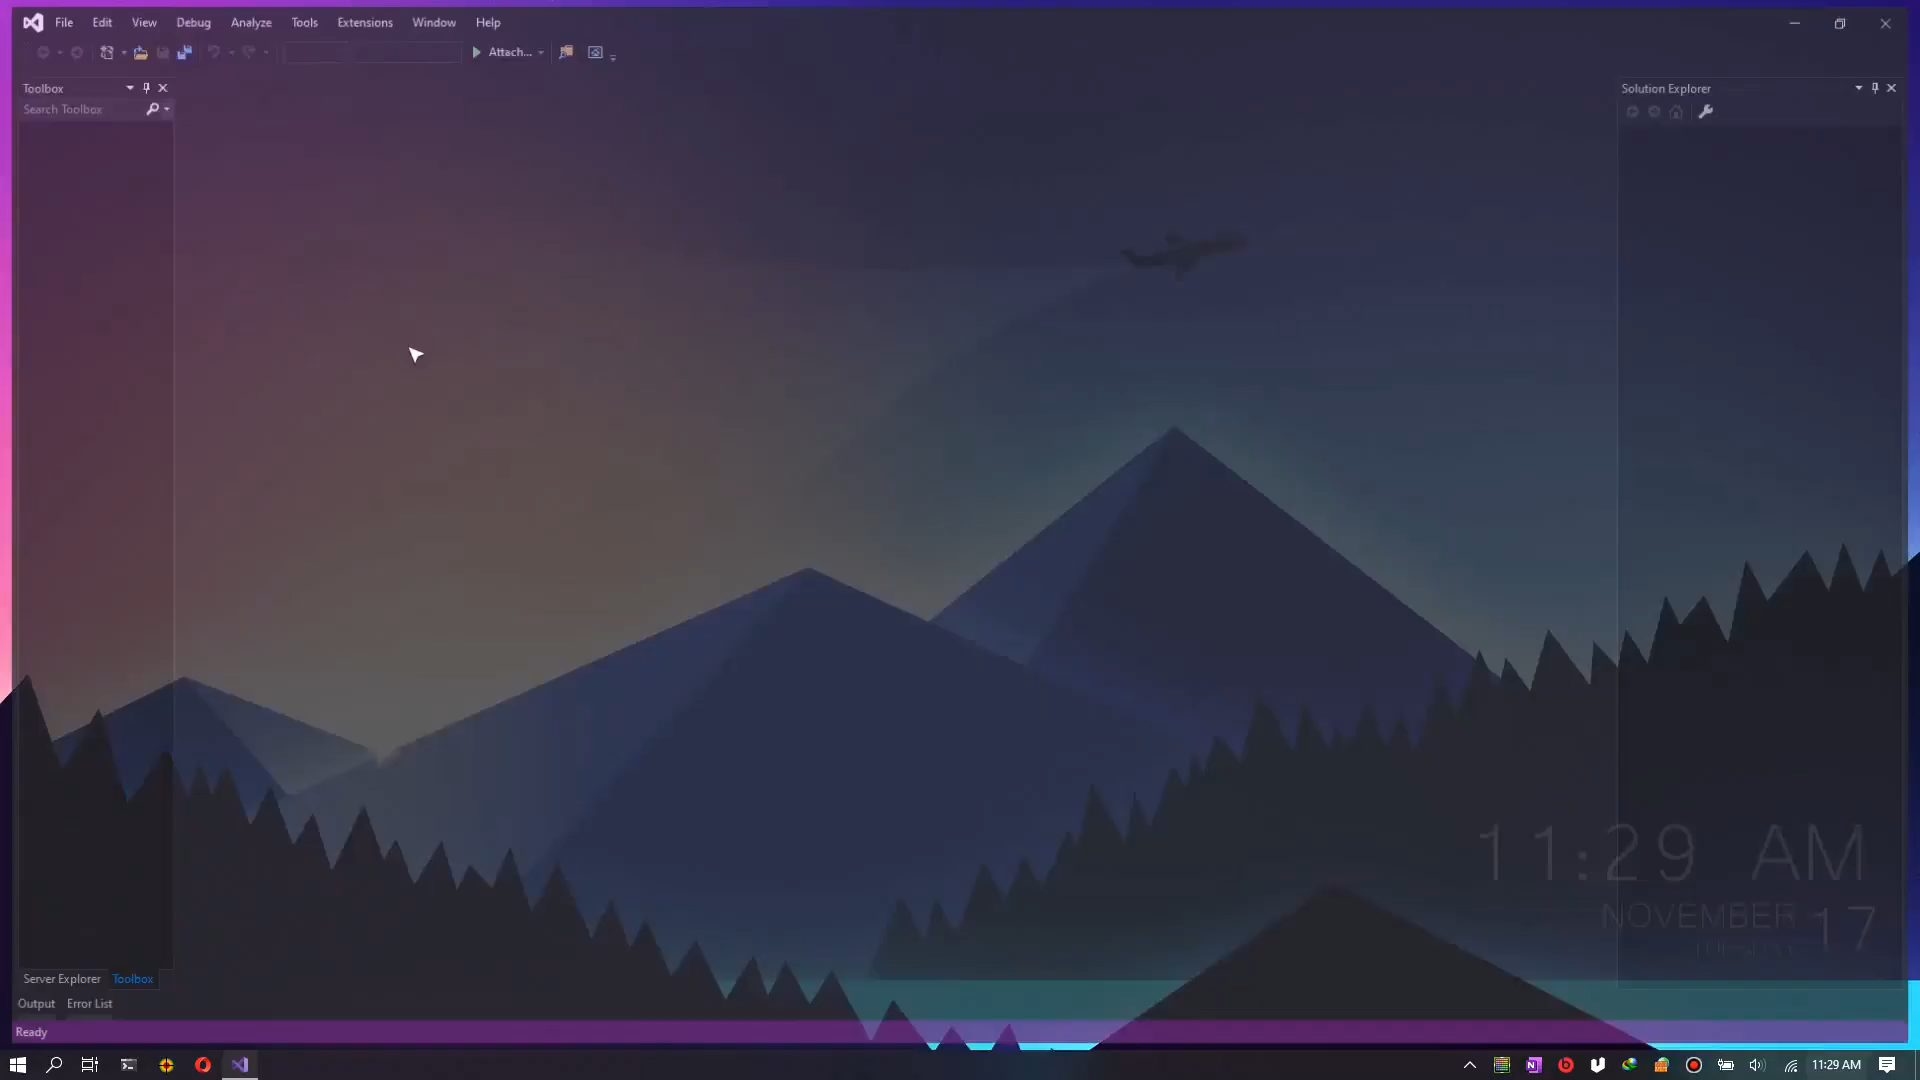 File Edit View Debug Analyze Tools Extensions Window Help
Attach...
Toolbox
Search Toolbox
Solution Explorer
11:29 AM
NOVEMBER 17
Server Explorer Toolbox
Output Error List
Ready
11:29 AM